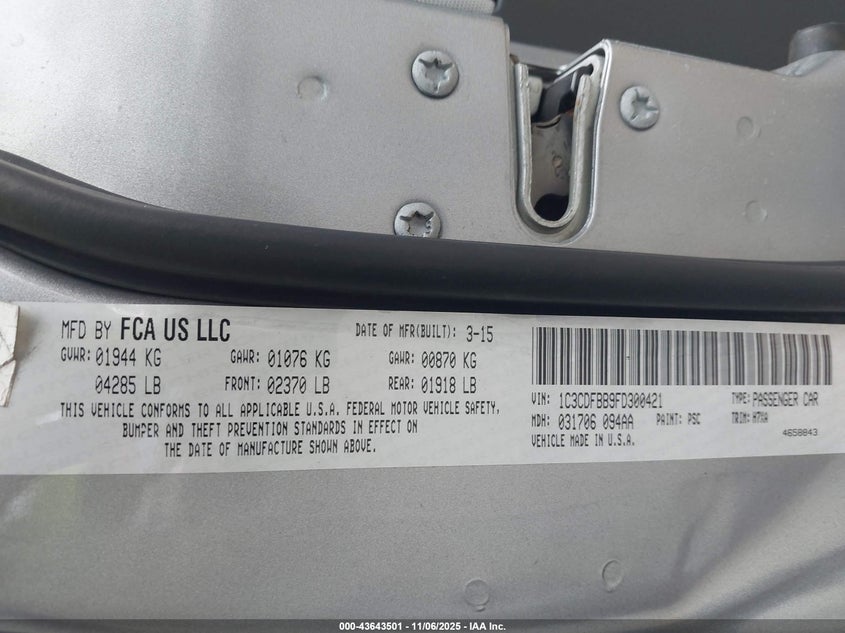 MFD BY FCA US LLC
DATE OF MFR(BUILT): 3-15
GVWR: 01944 KG GAWR: 01076 KG GAWR: 00870 KG
04285 LB FRONT: 02370 LB REAR: 01918 LB
THIS VEHICLE CONFORMS TO ALL APPLICABLE U.S.A. FEDERAL MOTOR VEHICLE SAFETY,
BUMPER AND THEFT PREVENTION STANDARDS IN EFFECT ON
THE DATE OF MANUFACTURE SHOWN ABOVE.
VIN: 1C3CDFBB9FD300421 TYPE: PASSENGER CAR
MDH: 031706 094AA PAINT: PSC TRIM: H7XA
VEHICLE MADE IN U.S.A. 4658843
000-43643501 - 11/06/2025 - IAA Inc.